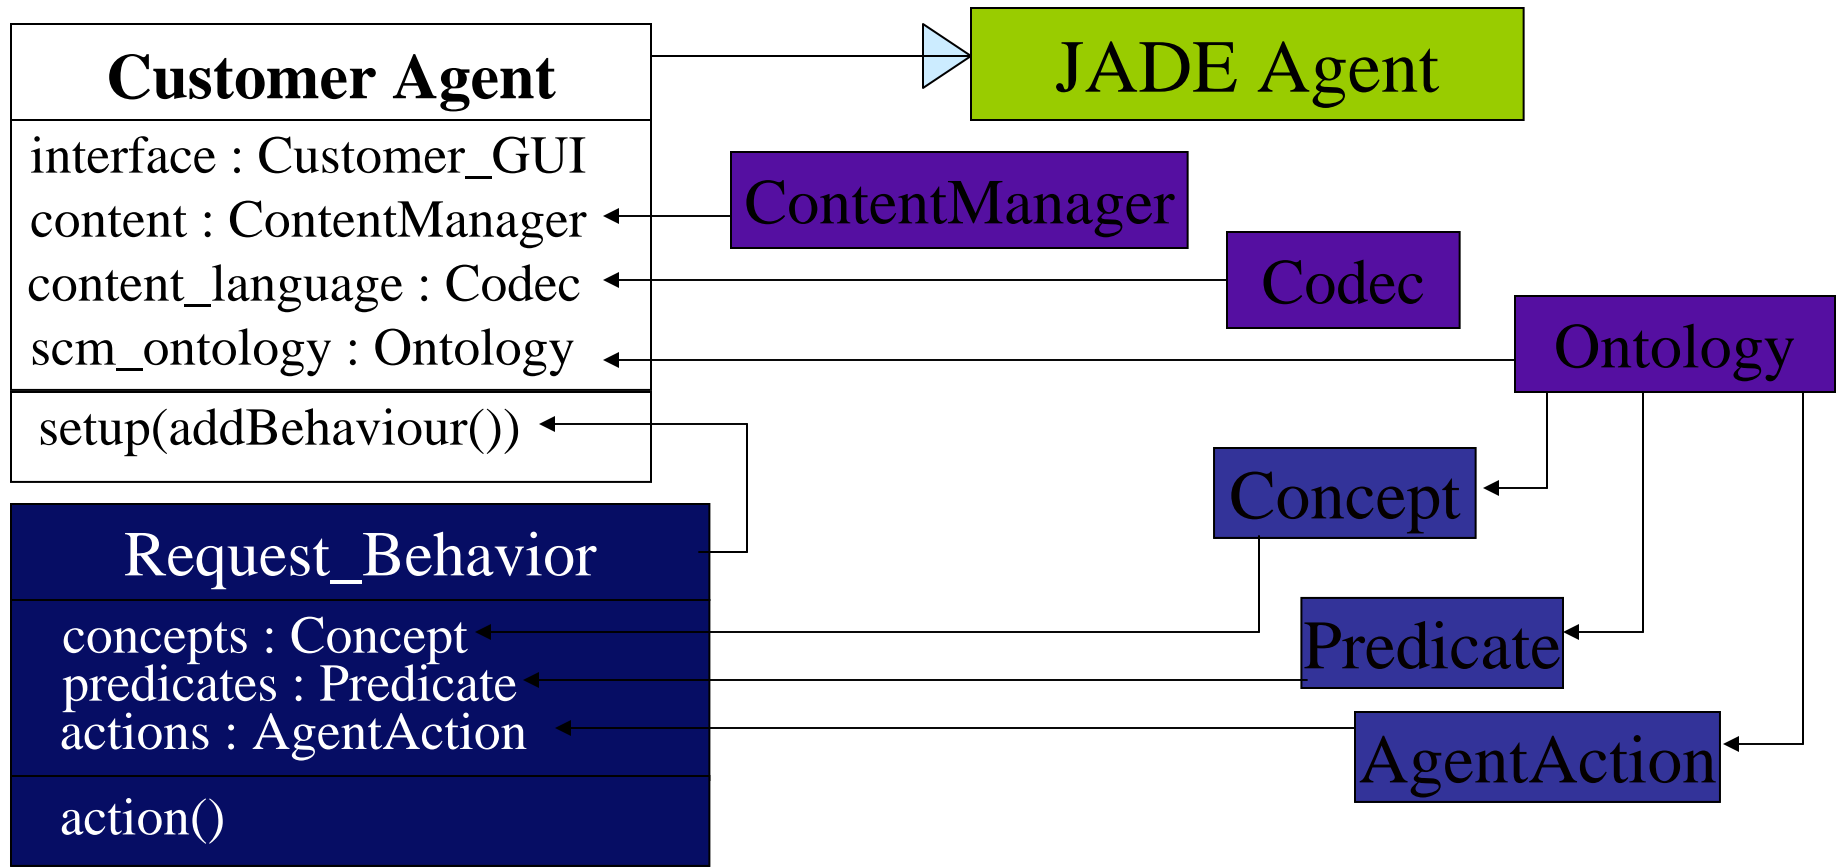 Customer Agent
JADE Agent
interface : Customer_GUI
content : ContentManager
content_language : Codec
scm_ontology : Ontology
setup(addBehaviour())
ContentManager
Codec
Ontology
Concept
Predicate
AgentAction
Request_Behavior
concepts : Concept
predicates : Predicate
actions : AgentAction
action()